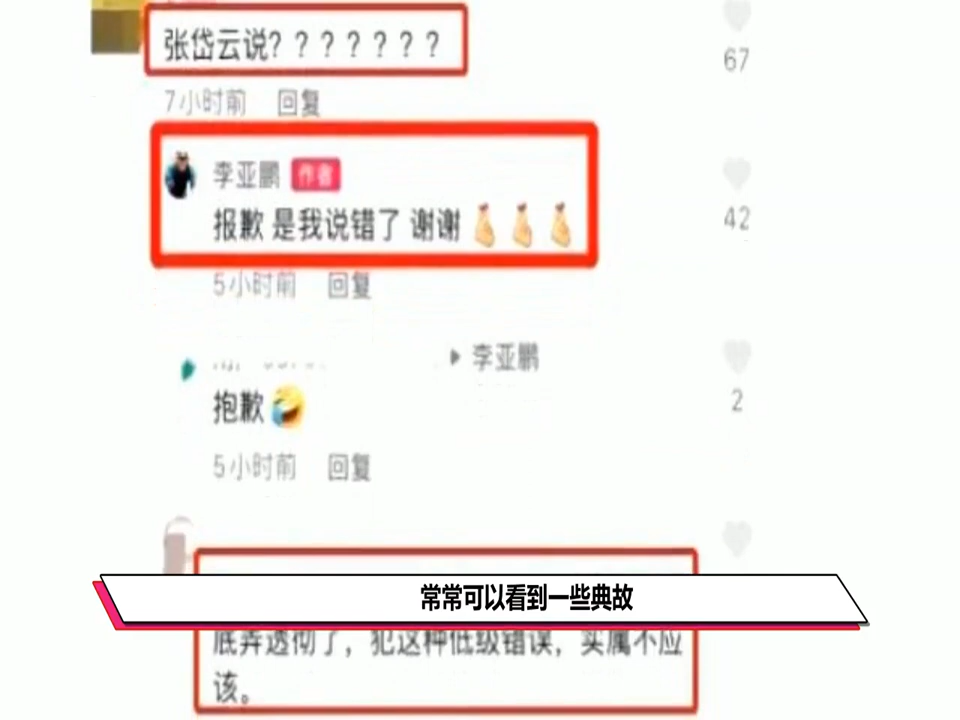 张岱云说???????
67
7小时前 回复
李亚鹏 作者
报歉 是我说错了 谢谢
42
5小时前 回复
李亚鹏
抱歉
2
5小时前 回复
常常可以看到一些典故
底弄透彻了，犯这种低级错误，实属不应
该。